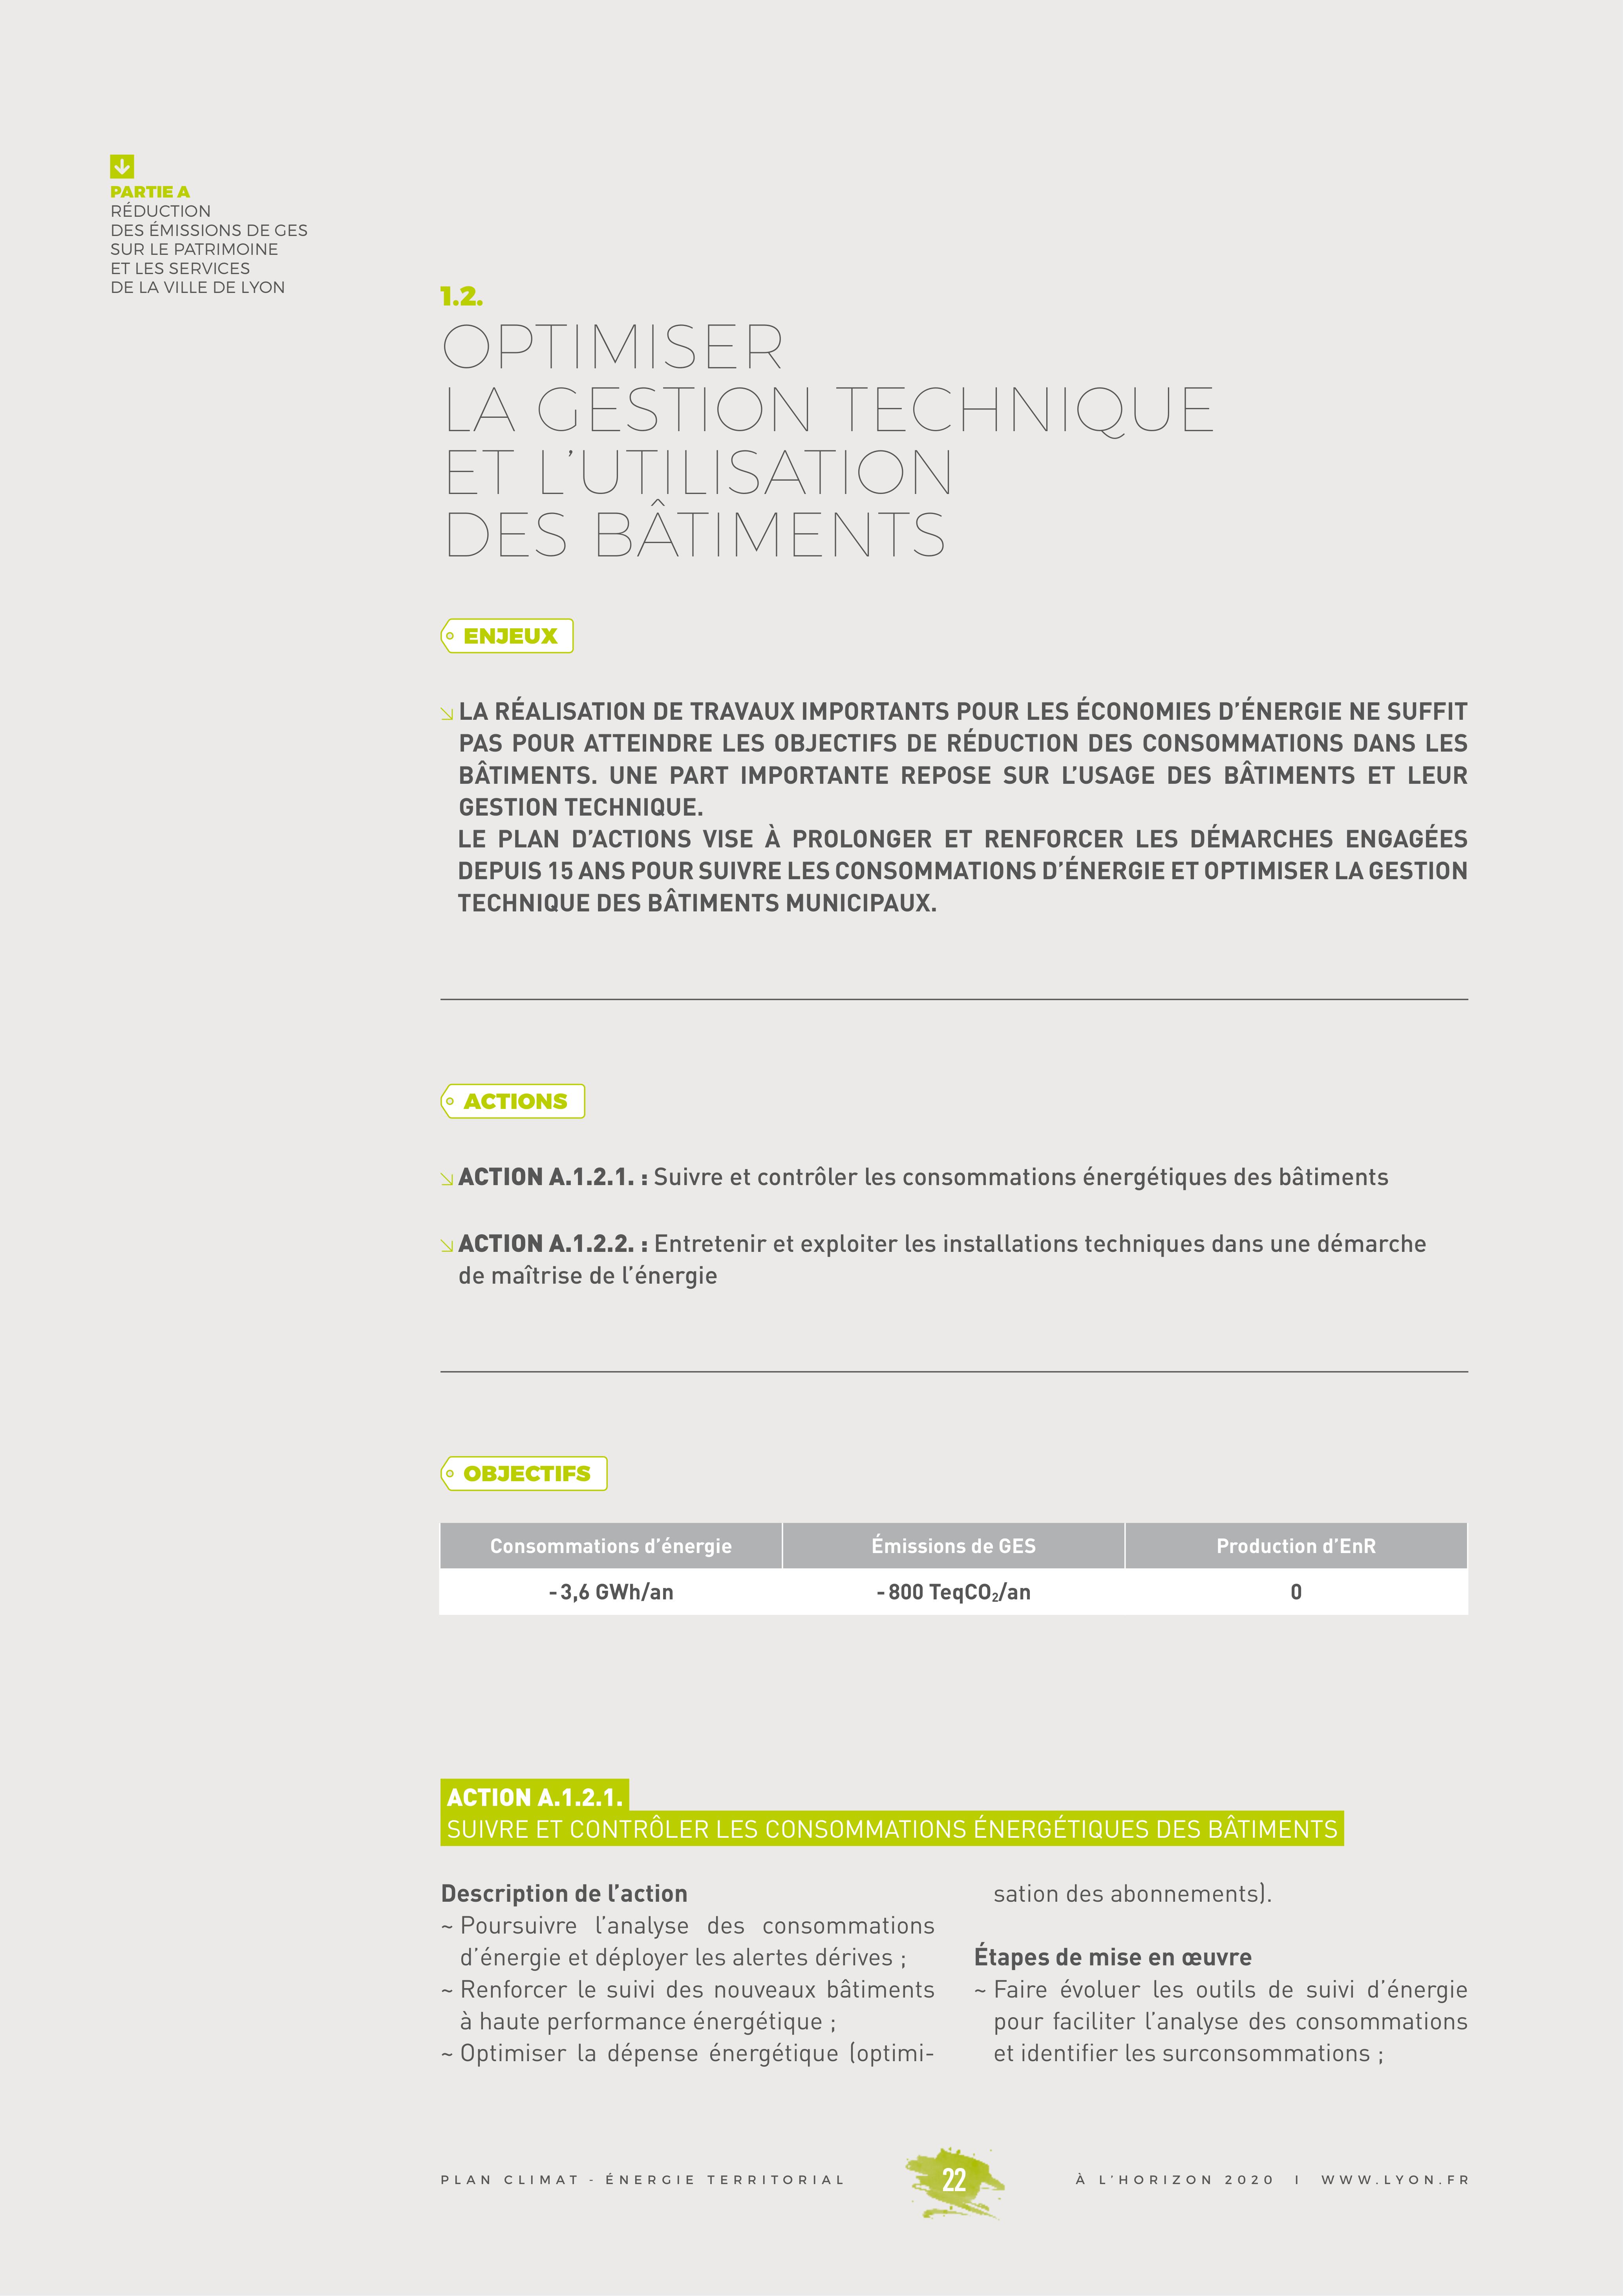 PARTIE A
RÉDUCTION
DES ÉMISSIONS DE GES
SUR LE PATRIMOINE
ET LES SERVICES
DE LA VILLE DE LYON
1.2.
OPTIMISER
LA GESTION TECHNIQUE
ET L’UTILISATION
DES BÂTIMENTS
ENJEUX
LA RÉALISATION DE TRAVAUX IMPORTANTS POUR LES ÉCONOMIES D’ÉNERGIE NE SUFFIT
PAS POUR ATTEINDRE LES OBJECTIFS DE RÉDUCTION DES CONSOMMATIONS DANS LES
BÂTIMENTS. UNE PART IMPORTANTE REPOSE SUR L’USAGE DES BÂTIMENTS ET LEUR
GESTION TECHNIQUE.
LE PLAN D’ACTIONS VISE À PROLONGER ET RENFORCER LES DÉMARCHES ENGAGÉES
DEPUIS 15 ANS POUR SUIVRE LES CONSOMMATIONS D’ÉNERGIE ET OPTIMISER LA GESTION
TECHNIQUE DES BÂTIMENTS MUNICIPAUX.
ACTIONS
ACTION A.1.2.1. : Suivre et contrôler les consommations énergétiques des bâtiments
ACTION A.1.2.2. : Entretenir et exploiter les installations techniques dans une démarche
de maîtrise de l’énergie
OBJECTIFS
Consommations d’énergie Émissions de GES Production d’EnR
- 3,6 GWh/an - 800 TeqCO₂/an 0
ACTION A.1.2.1.
SUIVRE ET CONTRÔLER LES CONSOMMATIONS ÉNERGÉTIQUES DES BÂTIMENTS
Description de l’action
~ Poursuivre l’analyse des consommations
d’énergie et déployer les alertes dérives ;
~ Renforcer le suivi des nouveaux bâtiments
à haute performance énergétique ;
~ Optimiser la dépense énergétique (optimi-
sation des abonnements).
Étapes de mise en œuvre
~ Faire évoluer les outils de suivi d’énergie
pour faciliter l’analyse des consommations
et identifier les surconsommations ;
PLAN CLIMAT - ÉNERGIE TERRITORIAL 22 À L’HORIZON 2020 I WWW.LYON.FR